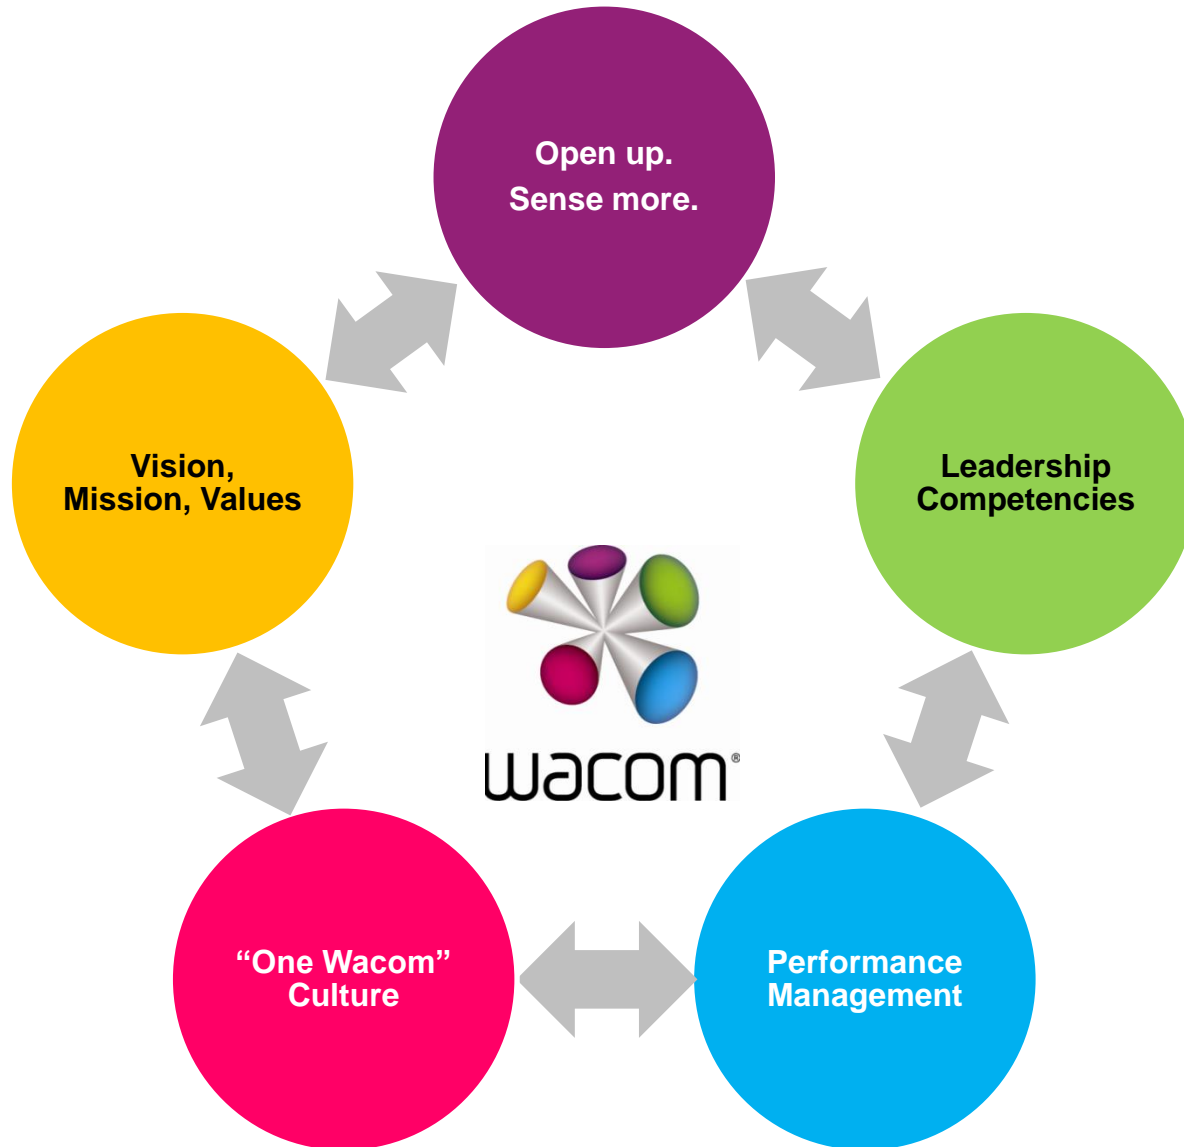 Open up.
Sense more.
Vision,
Mission, Values
Leadership
Competencies
wacom®
“One Wacom”
Culture
Performance
Management